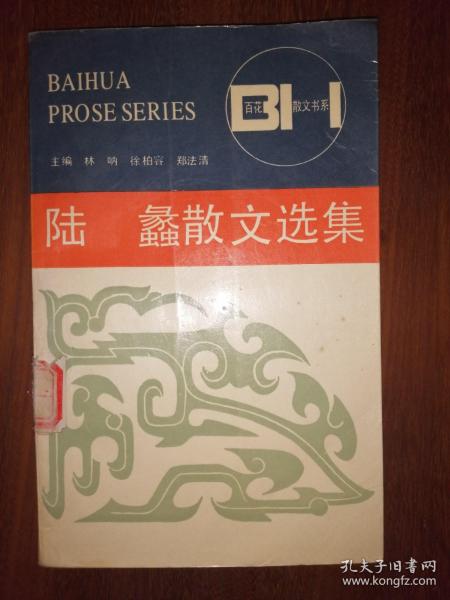 BAIHUA
PROSE SERIES
BH
百花 散文书系
主编 林呐 徐柏容 郑法清
陆 蠡散文选集
孔夫子旧书网
www.kongfz.com